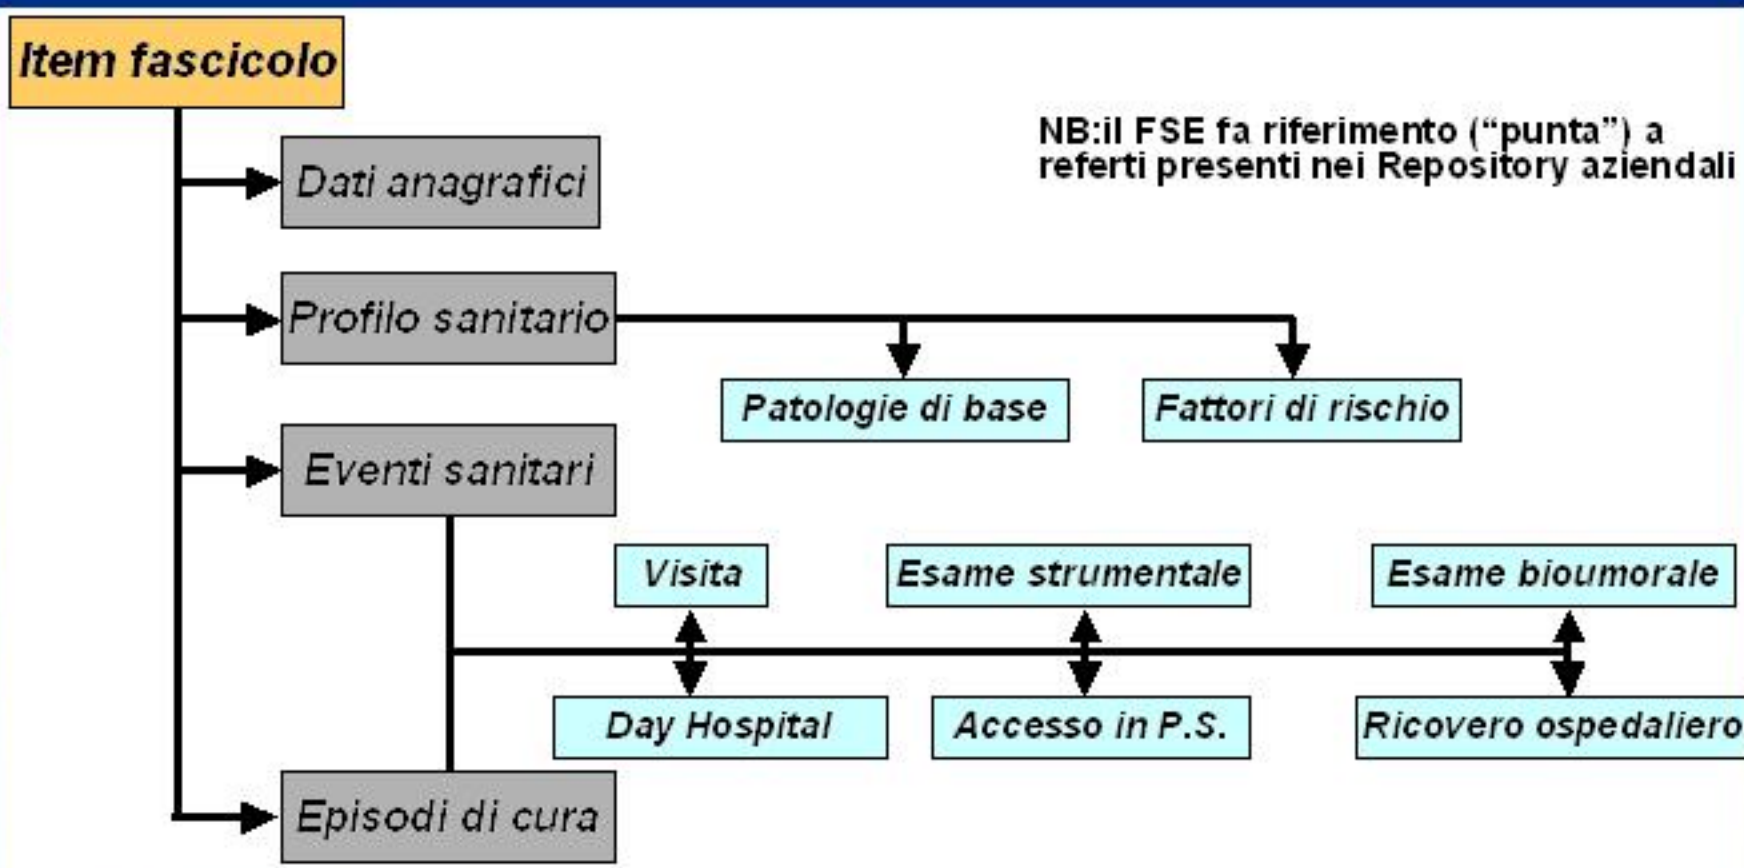 Item fascicolo
NB:il FSE fa riferimento (“punta”) a
referti presenti nei Repository aziendali
Dati anagrafici
Profilo sanitario
Patologie di base
Fattori di rischio
Eventi sanitari
Visita
Esame strumentale
Esame bioumorale
Day Hospital
Accesso in P.S.
Ricovero ospedaliero
Episodi di cura